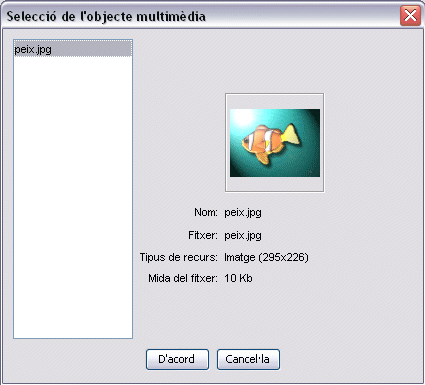 Selecció de l'objecte multimèdia
peix.jpg
Nom: peix.jpg
Fitxer: peix.jpg
Tipus de recurs: Imatge (295x226)
Mida del fitxer: 10 Kb
D'acord Cancel·la